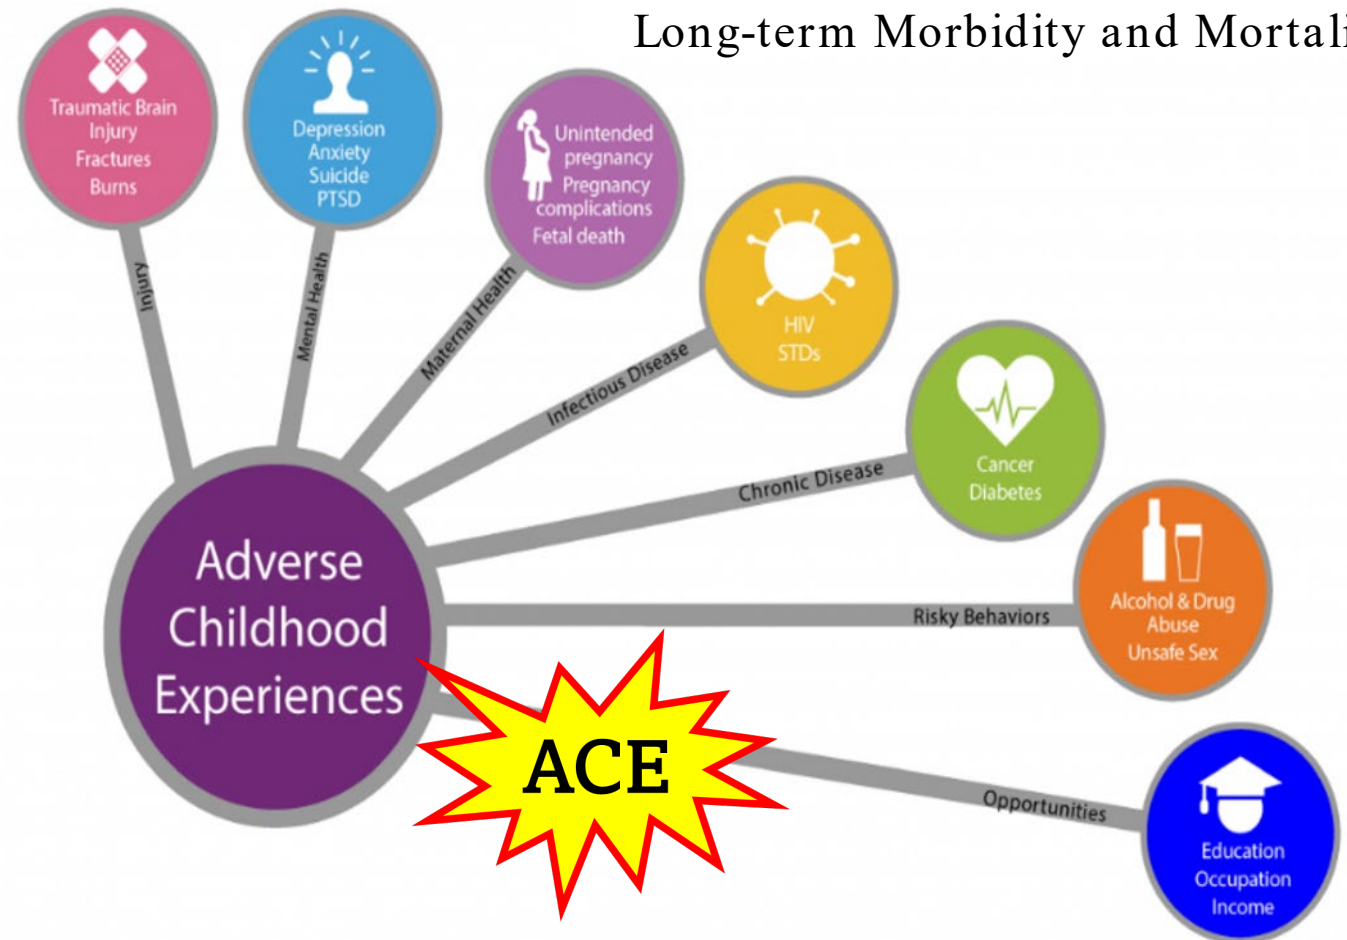 Long-term Morbidity and Mortali
Traumatic Brain
Injury
Fractures
Burns
Depression
Anxiety
Suicide
PTSD
Unintended
pregnancy
Pregnancy
complications
Fetal death
HIV
STDs
Cancer
Diabetes
Alcohol & Drug
Abuse
Unsafe Sex
Education
Occupation
Income
Injury
Mental Health
Maternal Health
Infectious Disease
Chronic Disease
Risky Behaviors
Opportunities
Adverse
Childhood
Experiences
ACE